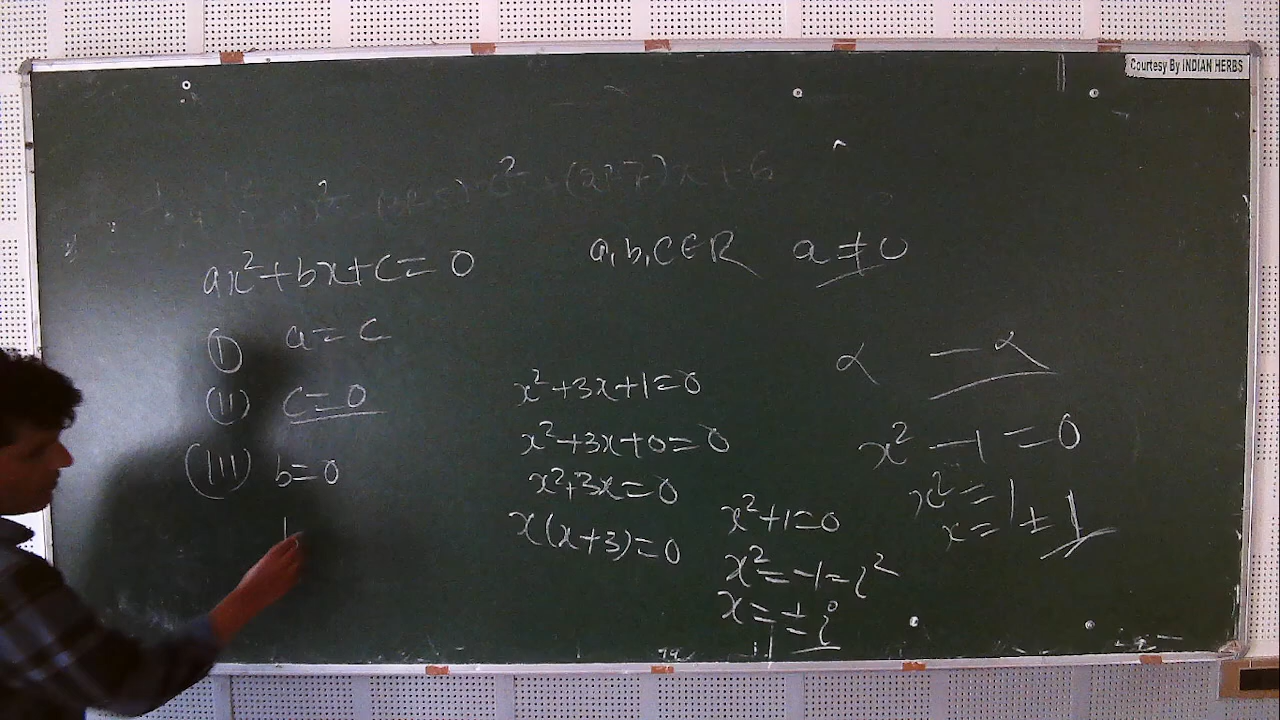 Courtesy By INDIAN HERBS
ax²+bx+c=0 a,b,c∈R a≠0
(I) a=c
(II) c=0
(III) b=0
x²+3x+1=0
x²+3x+0=0
x²+3x=0
x(x+3)=0
x²+1=0
x²=-1=i²
x=±i
α -α
x²-1=0
x²=1
x=±1